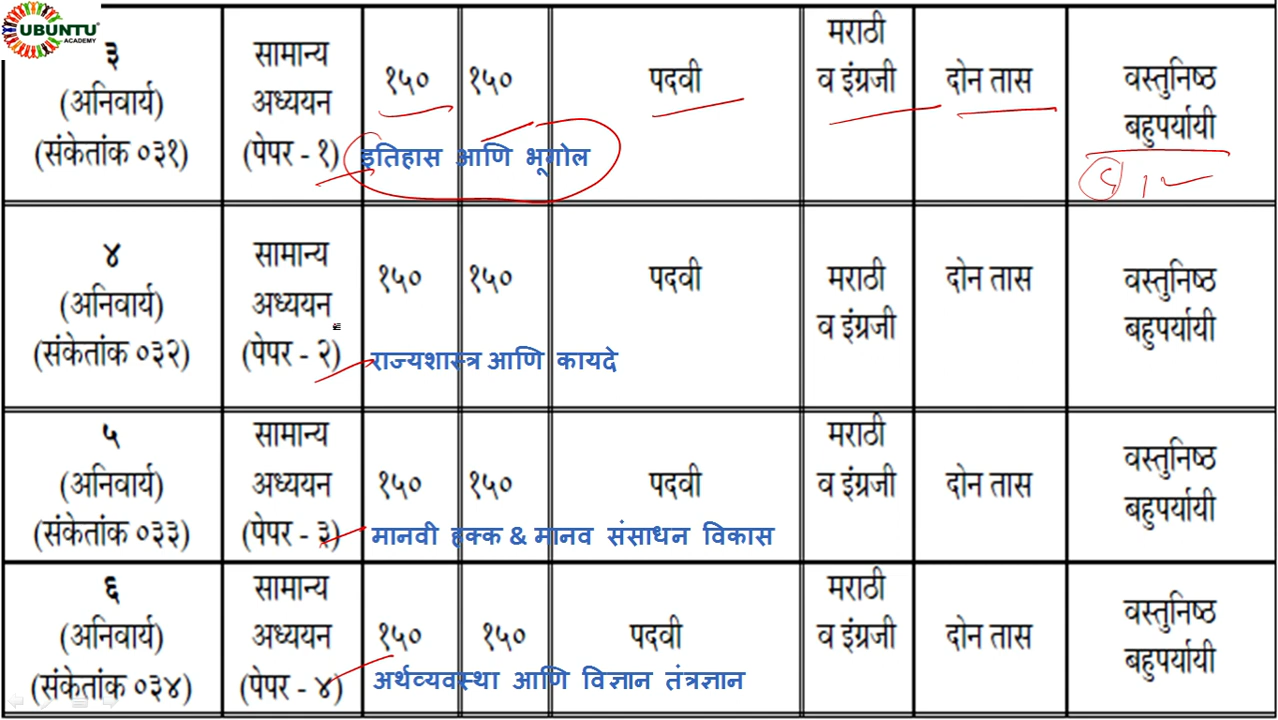 UBUNTU
ACADEMY
३
(अनिवार्य)
(संकेतांक ०३१)
सामान्य
अध्ययन
(पेपर - १)
१५०
१५०
पदवी
मराठी
व इंग्रजी
दोन तास
वस्तुनिष्ठ
बहुपर्यायी
इतिहास आणि भूगोल
४
(अनिवार्य)
(संकेतांक ०३२)
सामान्य
अध्ययन
(पेपर - २)
१५०
१५०
पदवी
मराठी
व इंग्रजी
दोन तास
वस्तुनिष्ठ
बहुपर्यायी
राज्यशास्त्र आणि कायदे
५
(अनिवार्य)
(संकेतांक ०३३)
सामान्य
अध्ययन
(पेपर - ३)
१५०
१५०
पदवी
मराठी
व इंग्रजी
दोन तास
वस्तुनिष्ठ
बहुपर्यायी
मानवी हक्क & मानव संसाधन विकास
६
(अनिवार्य)
(संकेतांक ०३४)
सामान्य
अध्ययन
(पेपर - ४)
१५०
१५०
पदवी
मराठी
व इंग्रजी
दोन तास
वस्तुनिष्ठ
बहुपर्यायी
अर्थव्यवस्था आणि विज्ञान तंत्रज्ञान